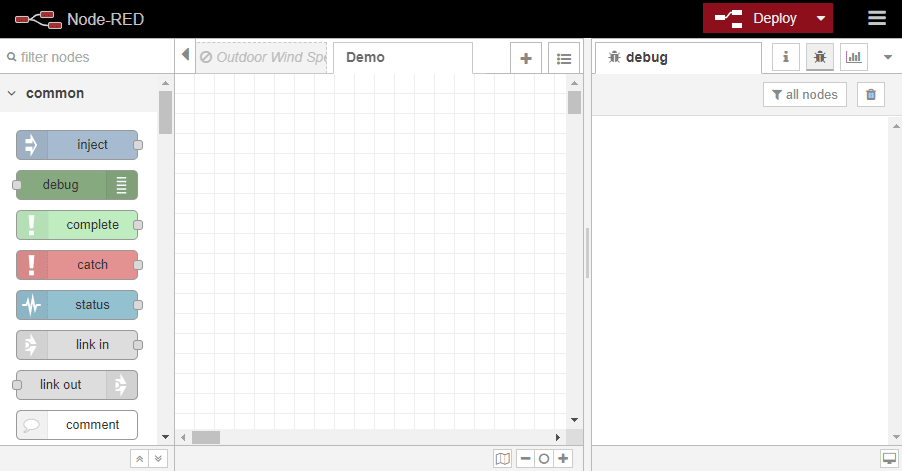 Node-RED
Deploy
filter nodes
Outdoor Wind Spe
Demo
debug
all nodes
common
inject
debug
complete
catch
status
link in
link out
comment